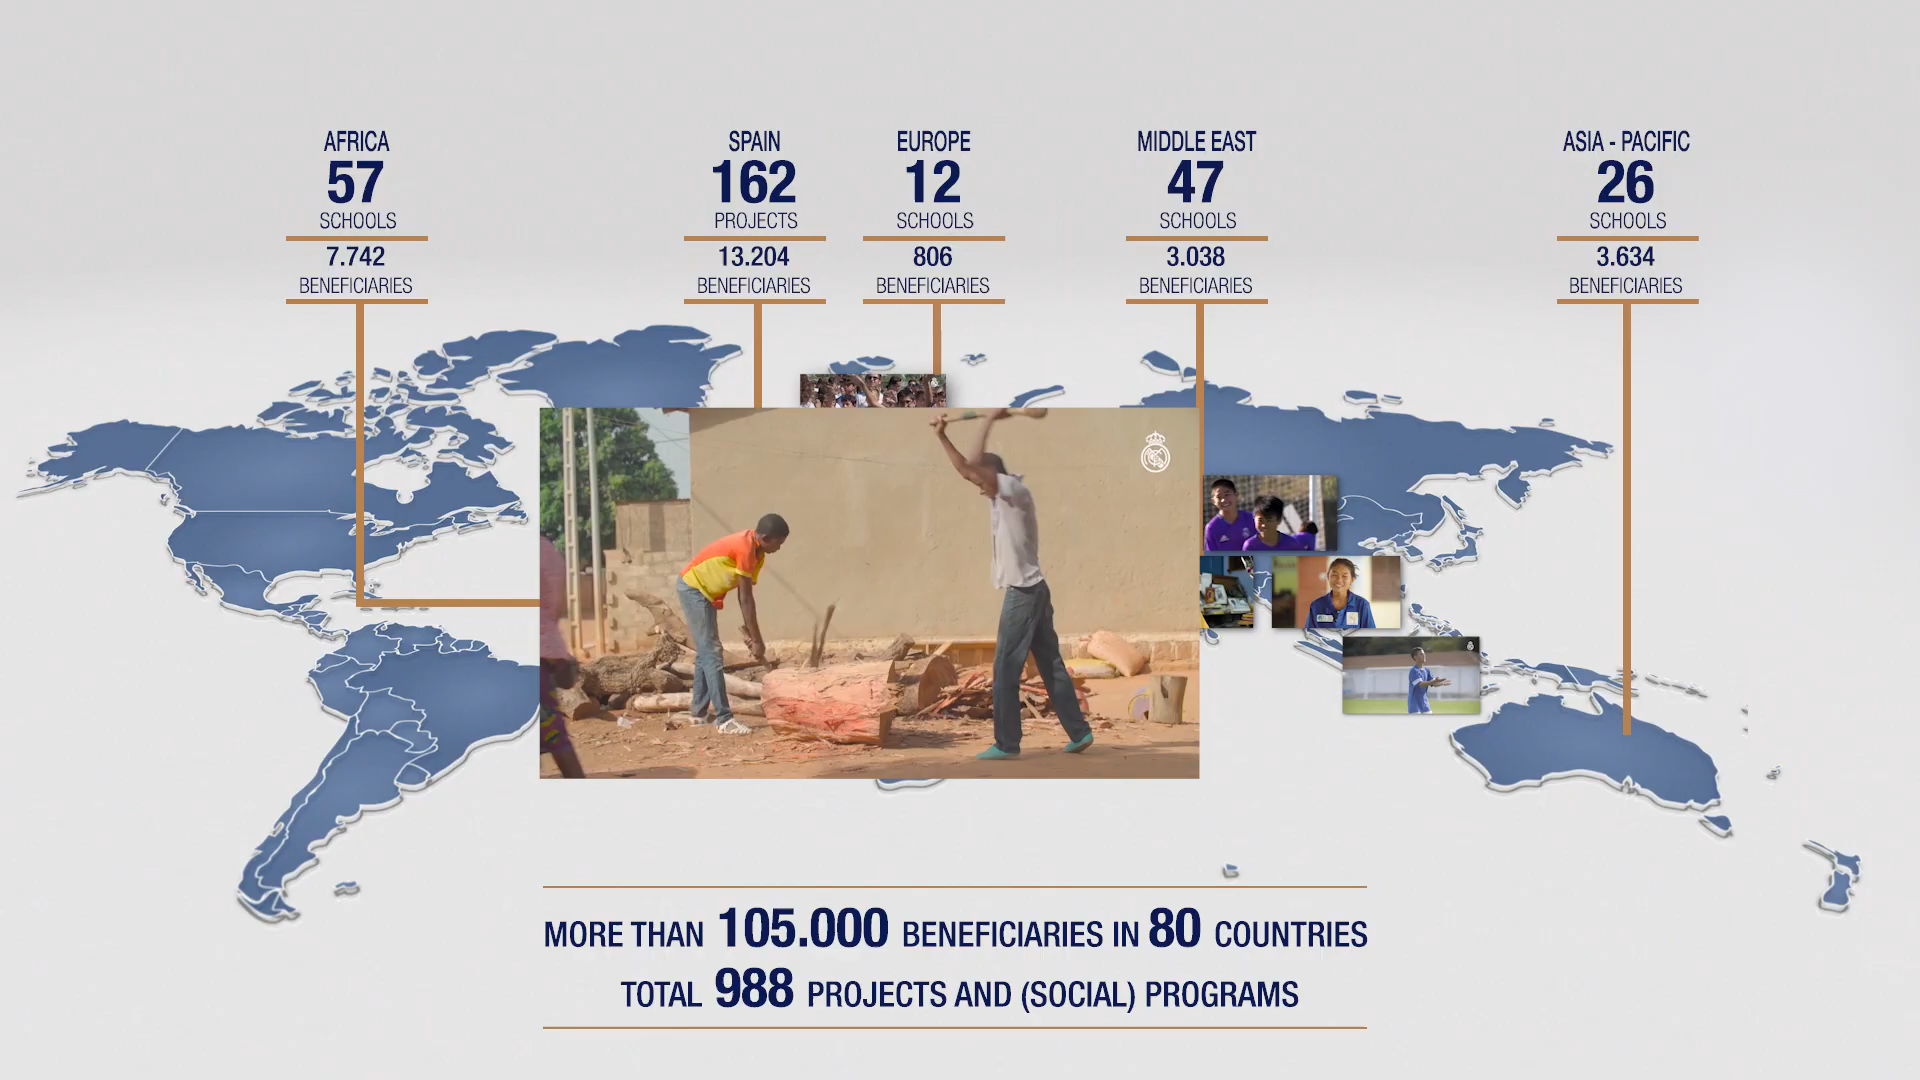 AFRICA
57
SCHOOLS
7.742
BENEFICIARIES
SPAIN
162
PROJECTS
13.204
BENEFICIARIES
EUROPE
12
SCHOOLS
806
BENEFICIARIES
MIDDLE EAST
47
SCHOOLS
3.038
BENEFICIARIES
ASIA - PACIFIC
26
SCHOOLS
3.634
BENEFICIARIES
MORE THAN 105.000 BENEFICIARIES IN 80 COUNTRIES
TOTAL 988 PROJECTS AND (SOCIAL) PROGRAMS